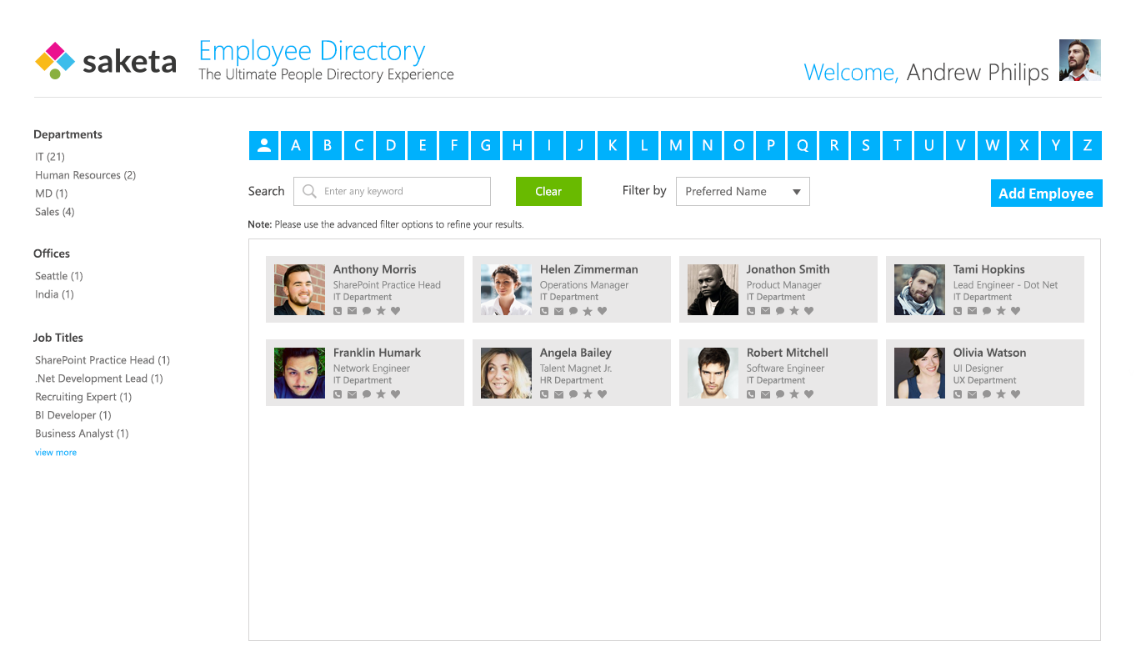 saketa
Employee Directory
The Ultimate People Directory Experience
Welcome, Andrew Philips
Departments
IT (21)
Human Resources (2)
MD (1)
Sales (4)
Offices
Seattle (1)
India (1)
Job Titles
SharePoint Practice Head (1)
.Net Development Lead (1)
Recruiting Expert (1)
BI Developer (1)
Business Analyst (1)
view more
A B C D E F G H I J K L M N O P Q R S T U V W X Y Z
Search Enter any keyword Clear Filter by Preferred Name Add Employee
Note: Please use the advanced filter options to refine your results.
Anthony Morris
SharePoint Practice Head
IT Department
Helen Zimmerman
Operations Manager
IT Department
Jonathon Smith
Product Manager
IT Department
Tami Hopkins
Lead Engineer - Dot Net
IT Department
Franklin Humark
Network Engineer
IT Department
Angela Bailey
Talent Magnet Jr.
HR Department
Robert Mitchell
Software Engineer
IT Department
Olivia Watson
UI Designer
UX Department